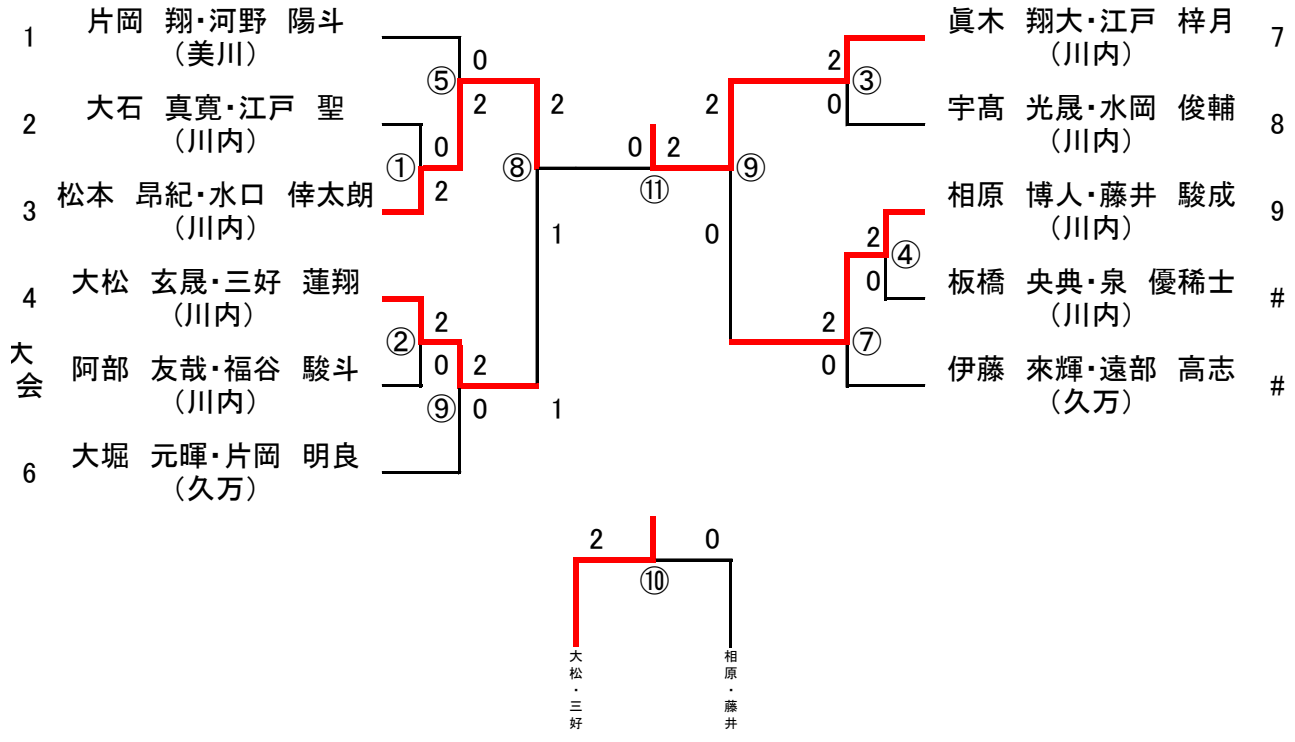 1
片岡 翔・河野 陽斗
(美川)
2
大石 真寛・江戸 聖
(川内)
3
松本 昂紀・水口 倖太朗
(川内)
4
大松 玄晟・三好 蓮翔
(川内)
大会
阿部 友哉・福谷 駿斗
(川内)
6
大堀 元暉・片岡 明良
(久万)
0
⑤
2
0
①
2
2
②
0
2
⑨
0
2
⑧
1
1
0 2
⑪
2
⑨
0
2
③
0
2
④
0
2
⑦
0
眞木 翔大・江戸 梓月
(川内)
7
宇髙 光晟・水岡 俊輔
(川内)
8
相原 博人・藤井 駿成
(川内)
9
板橋 央典・泉 優稀士
(川内)
#
伊藤 來輝・遠部 高志
(久万)
#
2 0
⑩
大松・三好
相原・藤井